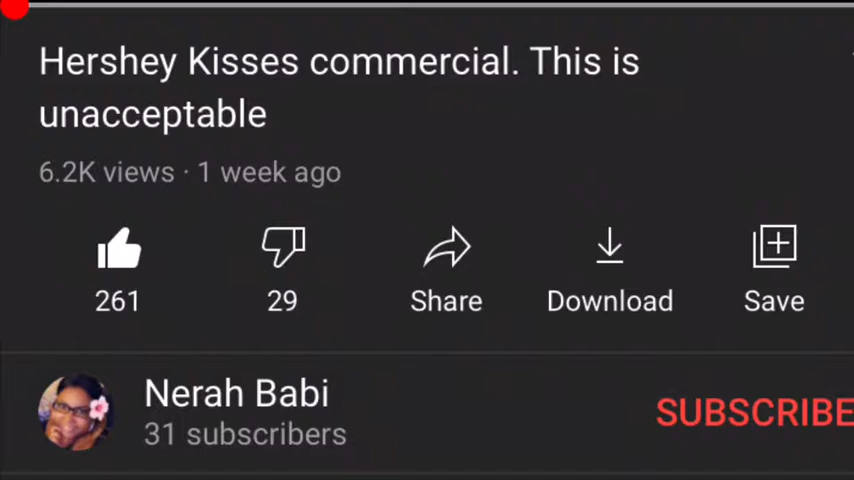 Hershey Kisses commercial. This is
unacceptable
6.2K views · 1 week ago
261 29 Share Download Save
Nerah Babi
SUBSCRIBE
31 subscribers